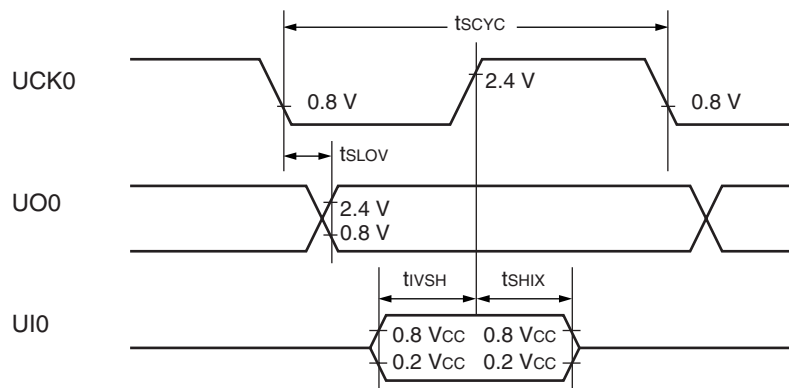 tSCYC
UCK0
0.8 V
2.4 V
0.8 V
tSLOV
UO0
2.4 V
0.8 V
tIVSH
tSHIX
UI0
0.8 VCC 0.8 VCC
0.2 VCC 0.2 VCC